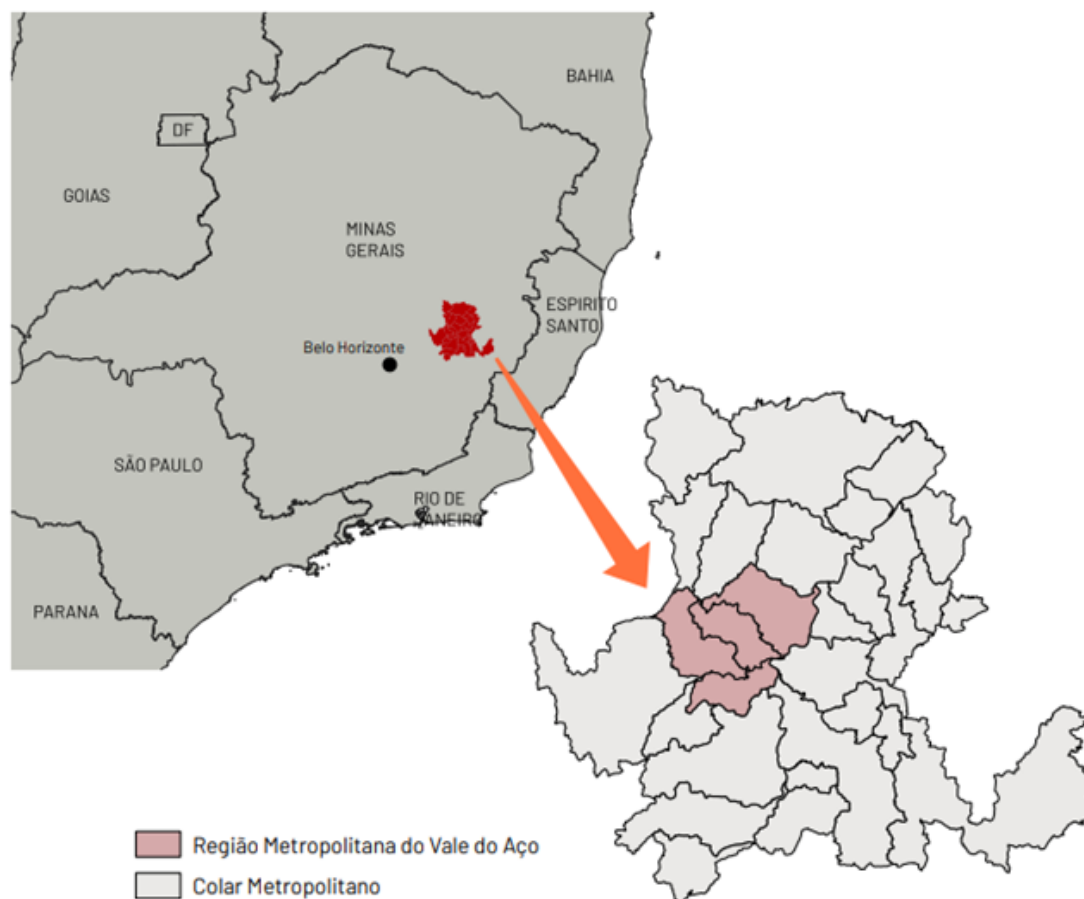 BAHIA
DF
GOIAS
MINAS
GERAIS
ESPIRITO
SANTO
Belo Horizonte
SÃO PAULO
RIO DE
JANEIRO
PARANA
Região Metropolitana do Vale do Aço
Colar Metropolitano